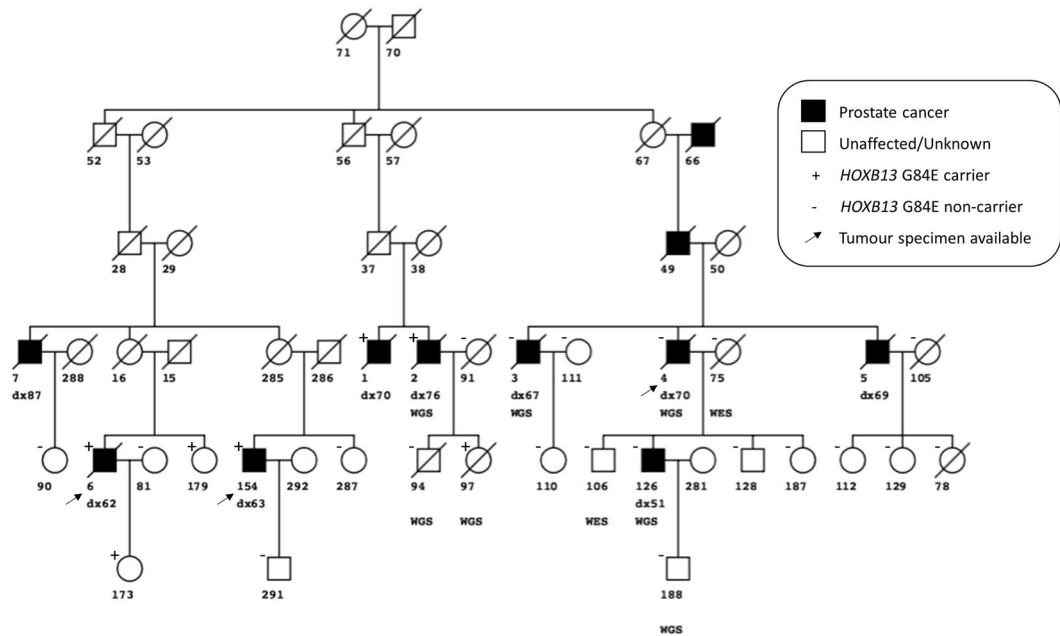 71 70
52 53 56 57 67 66
28 29 37 38 49 50
+ + - - - - - -
7 288 16 15 285 286 1 2 91 3 111 4 75 5 105
dx87 dx70 dx76 dx67 dx70 dx69
WGS WGS WGS WES
- + - + + - - + - - - - - - - -
90 6 81 179 154 292 287 94 97 110 106 126 281 128 187 112 129 78
dx62 dx63 dx51
WGS WGS WES WGS
+ - -
173 291 188
WGS
Prostate cancer
Unaffected/Unknown
+ HOXB13 G84E carrier
- HOXB13 G84E non-carrier
Tumour specimen available